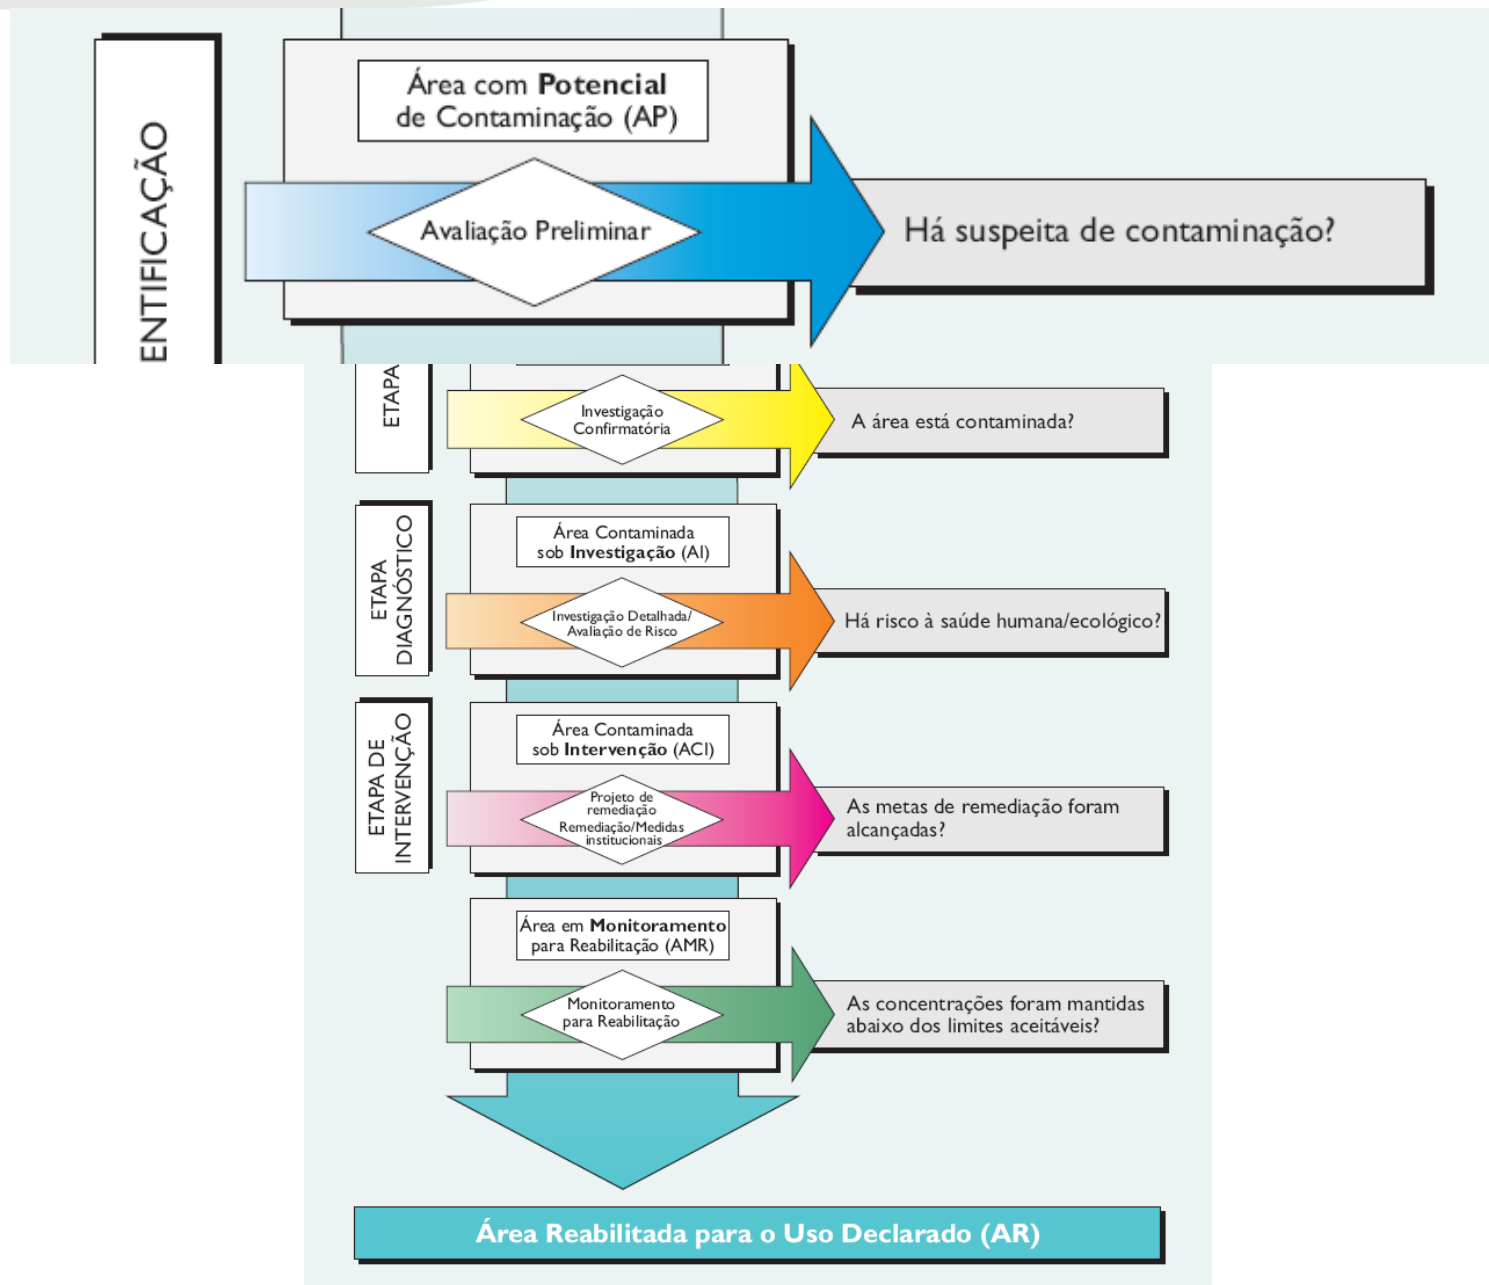 ENTIFICAÇÃO
Área com Potencial
de Contaminação (AP)
Avaliação Preliminar
Há suspeita de contaminação?
ETAPA
Investigação
Confirmatória
A área está contaminada?
ETAPA
DIAGNÓSTICO
Área Contaminada
sob Investigação (AI)
Investigação Detalhada/
Avaliação de Risco
Há risco à saúde humana/ecológico?
ETAPA DE
INTERVENÇÃO
Área Contaminada
sob Intervenção (ACI)
Projeto de
remediação
Remediação/Medidas
institucionais
As metas de remediação foram
alcançadas?
Área em Monitoramento
para Reabilitação (AMR)
Monitoramento
para Reabilitação
As concentrações foram mantidas
abaixo dos limites aceitáveis?
Área Reabilitada para o Uso Declarado (AR)